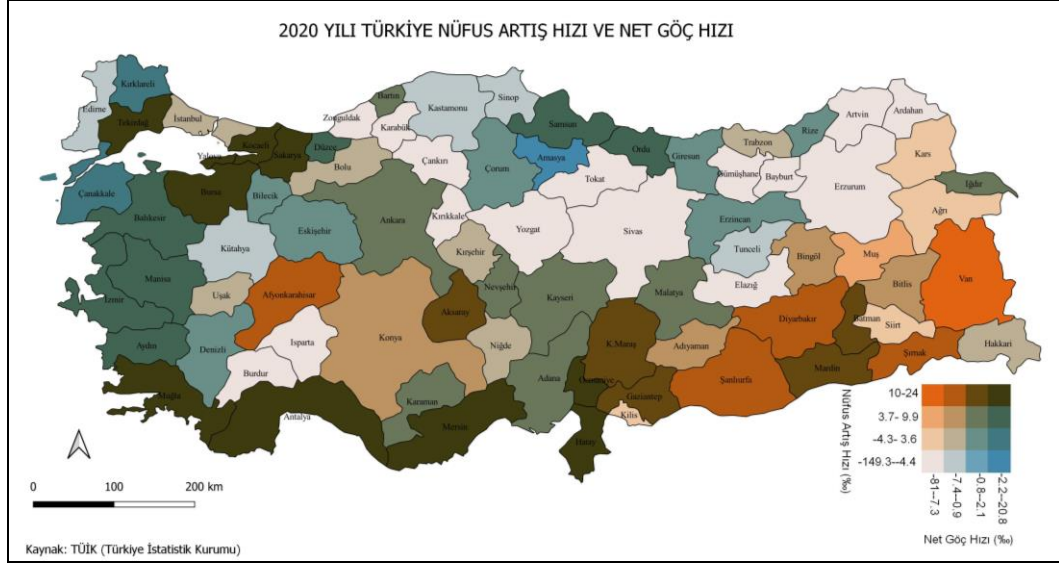 2020 YILI TÜRKİYE NÜFUS ARTIŞ HIZI VE NET GÖÇ HIZI
Kırklareli
Edirne
Tekirdağ
İstanbul
Kocaeli
Yalova
Sakarya
Düzce
Zonguldak
Bartın
Karabük
Kastamonu
Sinop
Samsun
Ordu
Giresun
Trabzon
Rize
Artvin
Ardahan
Kars
Iğdır
Ağrı
Çanakkale
Balıkesir
Bursa
Bilecik
Bolu
Çankırı
Çorum
Amasya
Tokat
Gümüşhane
Bayburt
Erzurum
Kütahya
Eskişehir
Ankara
Kırıkkale
Yozgat
Sivas
Erzincan
Tunceli
Bingöl
Muş
Bitlis
Van
Manisa
İzmir
Uşak
Afyonkarahisar
Kırşehir
Nevşehir
Kayseri
Malatya
Elazığ
Diyarbakır
Batman
Siirt
Hakkari
Şırnak
Aydın
Denizli
Isparta
Burdur
Konya
Aksaray
Niğde
K.Maraş
Adıyaman
Şanlıurfa
Mardin
Muğla
Antalya
Karaman
Mersin
Adana
Osmaniye
Gaziantep
Kilis
Hatay
0 100 200 km
Nüfus Artış Hızı (‰)
10-24
3.7- 9.9
-4.3- 3.6
-149.3--4.4
-81--7.3
-7.4--0.9
-0.8--2.1
-2.2--20.8
Net Göç Hızı (‰)
Kaynak: TÜİK (Türkiye İstatistik Kurumu)